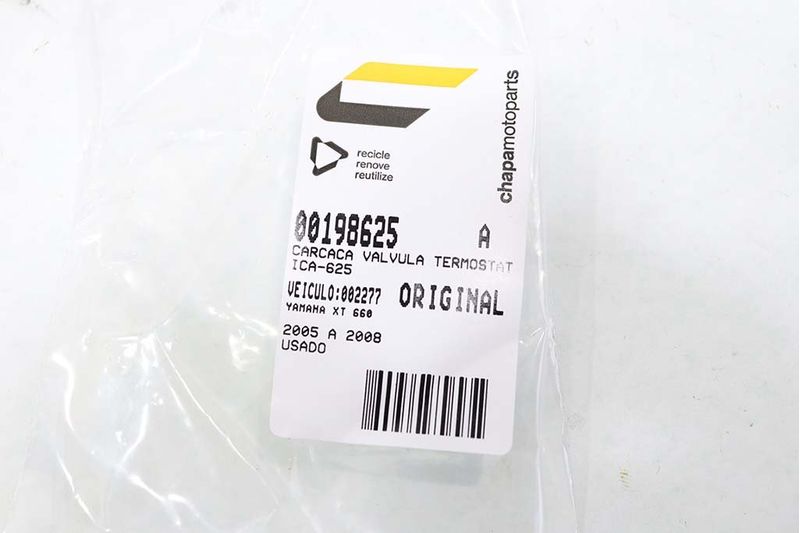 chapamotoparts
recicle
renove
reutilize
00198625 A
CARCACA VALVULA TERMOSTAT
ICA-625
VEICULO:002277 ORIGINAL
YAMAHA XT 660
2005 A 2008
USADO